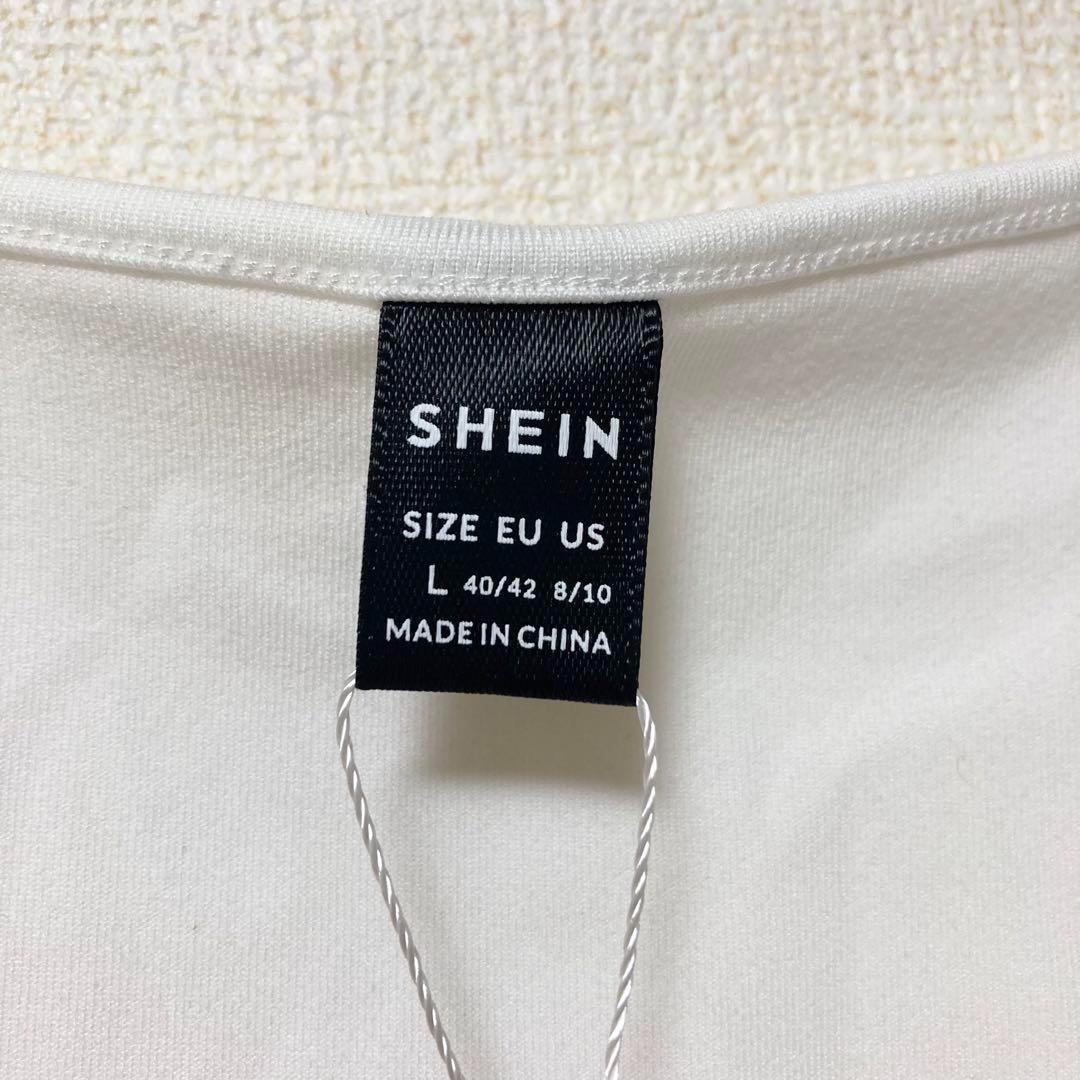 SHEIN
SIZE EU US
L 40/42 8/10
MADE IN CHINA